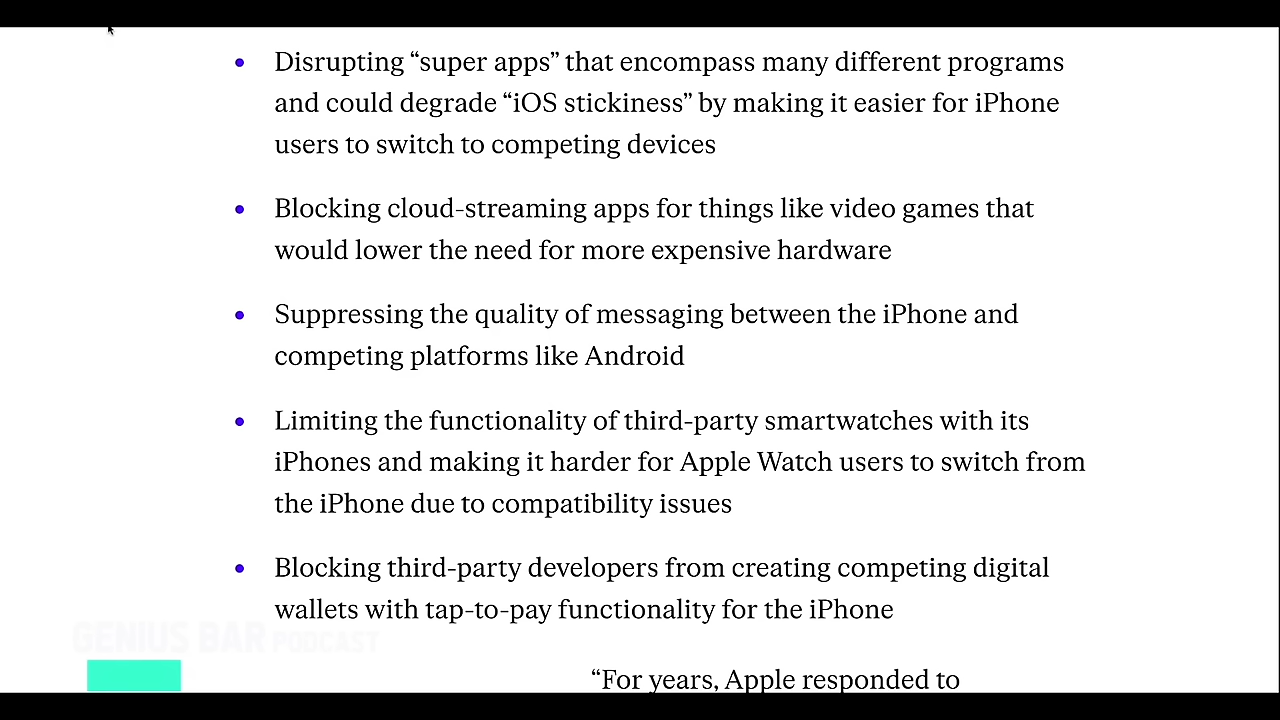 Disrupting “super apps” that encompass many different programs
and could degrade “iOS stickiness” by making it easier for iPhone
users to switch to competing devices
Blocking cloud-streaming apps for things like video games that
would lower the need for more expensive hardware
Suppressing the quality of messaging between the iPhone and
competing platforms like Android
Limiting the functionality of third-party smartwatches with its
iPhones and making it harder for Apple Watch users to switch from
the iPhone due to compatibility issues
Blocking third-party developers from creating competing digital
wallets with tap-to-pay functionality for the iPhone
GENIUS BAR PODCAST
“For years, Apple responded to